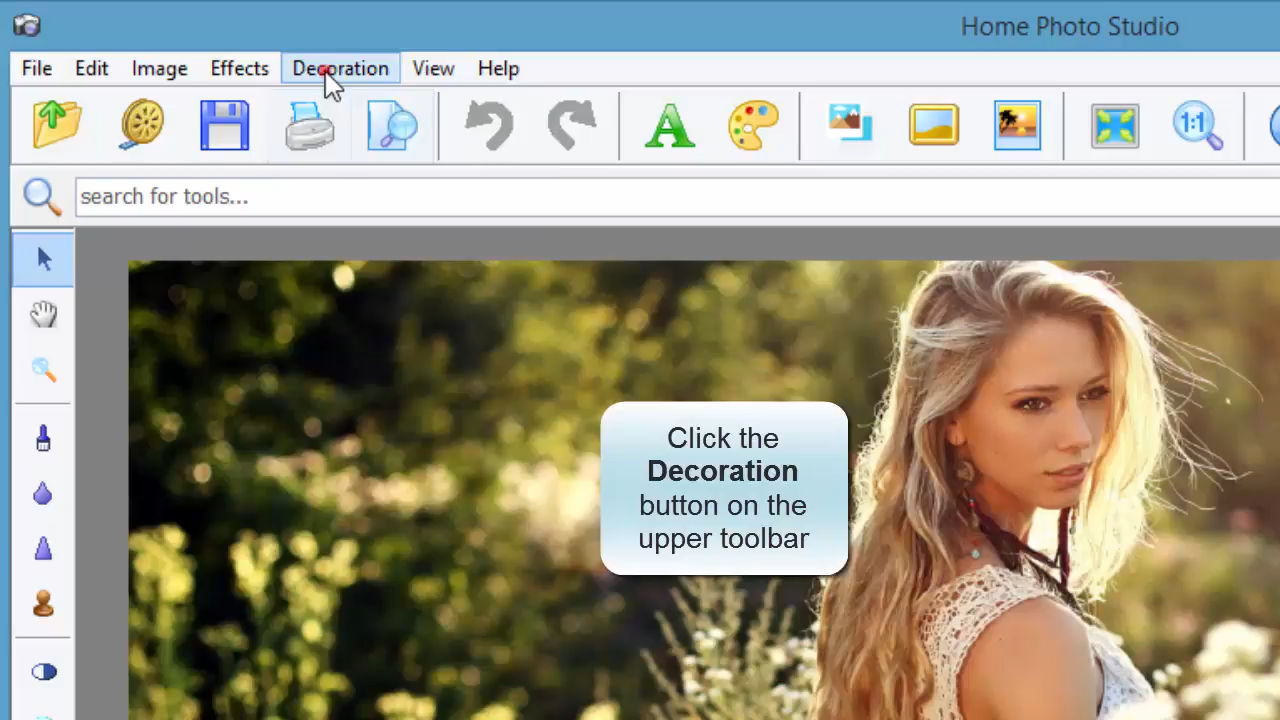 Home Photo Studio
File Edit Image Effects Decoration View Help
A 1:1
search for tools...
Click the
Decoration
button on the
upper toolbar